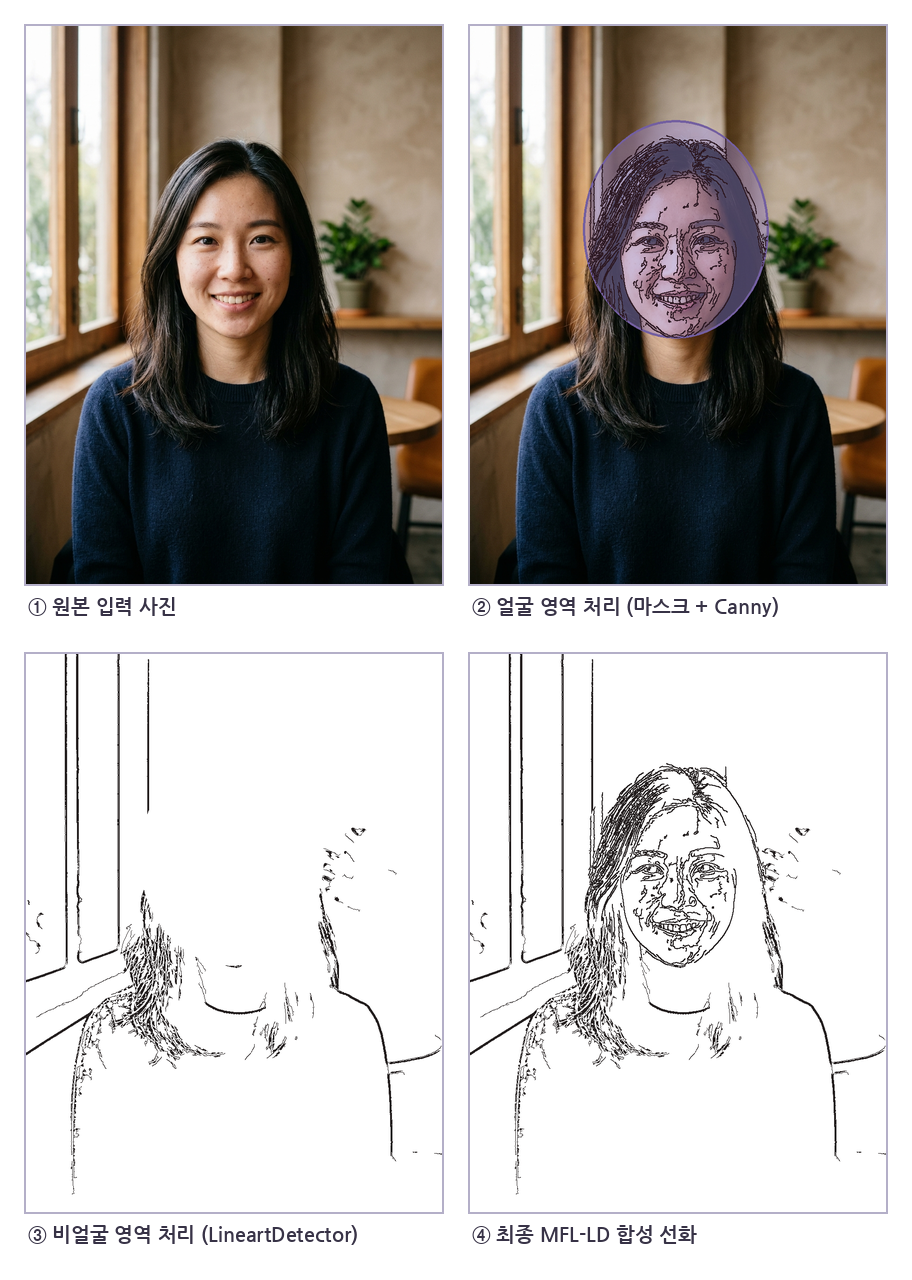 ① 원본 입력 사진
② 얼굴 영역 처리 (마스크 + Canny)
③ 비얼굴 영역 처리 (LineartDetector)
④ 최종 MFL-LD 합성 선화